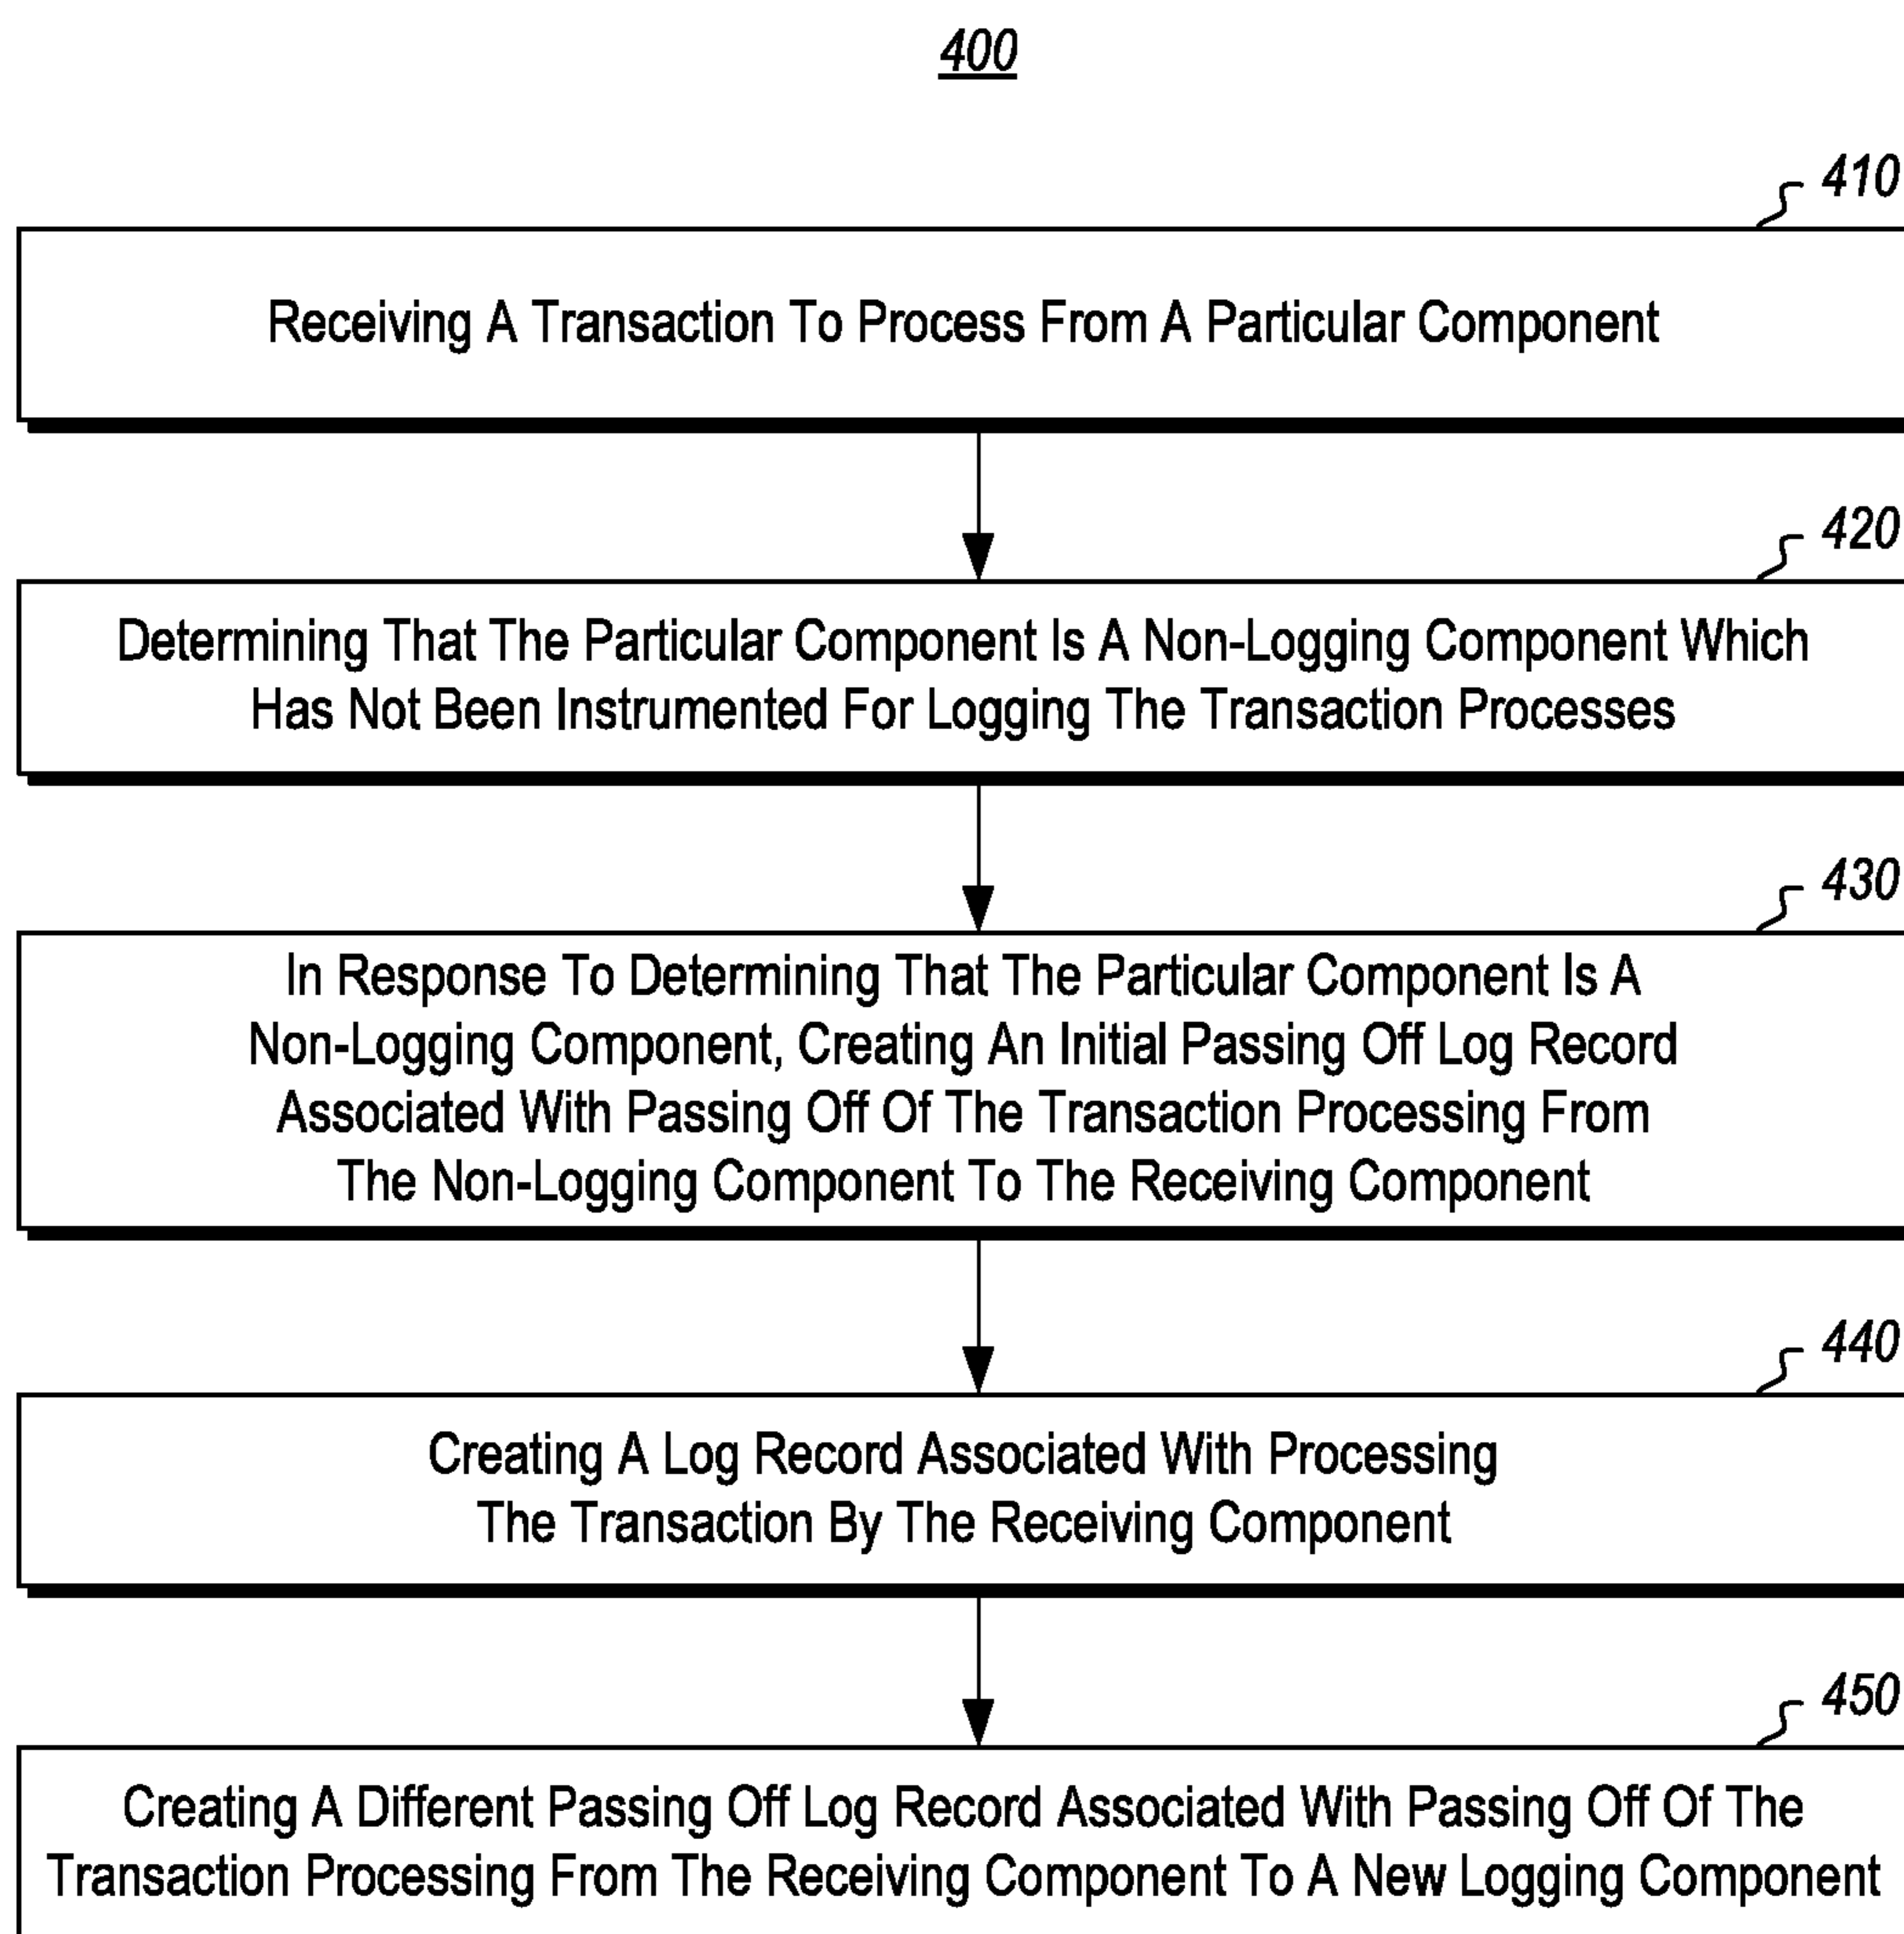 400
410
Receiving A Transaction To Process From A Particular Component
420
Determining That The Particular Component Is A Non-Logging Component Which
Has Not Been Instrumented For Logging The Transaction Processes
430
In Response To Determining That The Particular Component Is A
Non-Logging Component, Creating An Initial Passing Off Log Record
Associated With Passing Off Of The Transaction Processing From
The Non-Logging Component To The Receiving Component
440
Creating A Log Record Associated With Processing
The Transaction By The Receiving Component
450
Creating A Different Passing Off Log Record Associated With Passing Off Of The
Transaction Processing From The Receiving Component To A New Logging Component